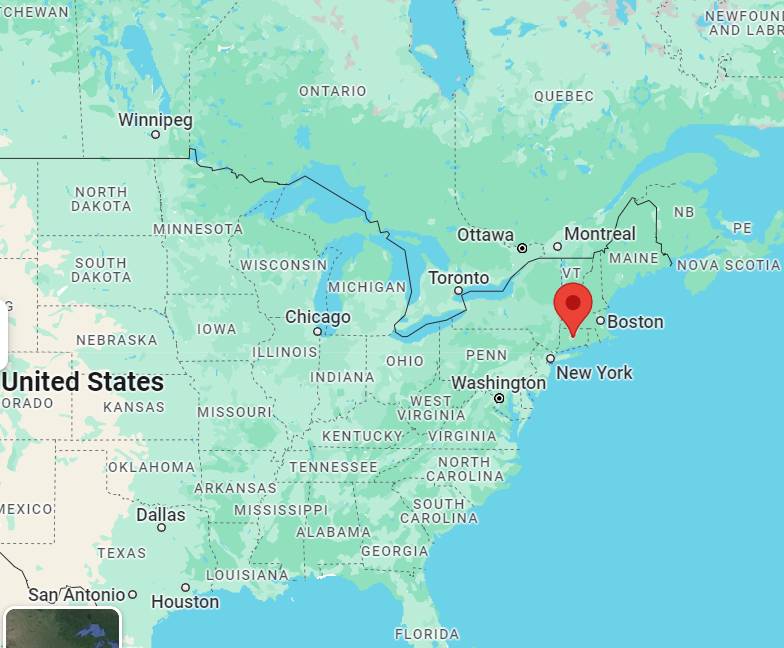 TCHEWAN
NEWFOUN
AND LABR
ONTARIO
QUEBEC
Winnipeg
NORTH
DAKOTA
MINNESOTA
Ottawa
Montreal
NB
PE
MAINE
NOVA SCOTIA
SOUTH
DAKOTA
WISCONSIN
MICHIGAN
Toronto
VT
G
Chicago
Boston
IOWA
NEBRASKA
ILLINOIS
INDIANA
OHIO
PENN
New York
United States
Washington
ORADO
KANSAS
MISSOURI
WEST
VIRGINIA
KENTUCKY
VIRGINIA
OKLAHOMA
TENNESSEE
NORTH
CAROLINA
ARKANSAS
MEXICO
Dallas
MISSISSIPPI
SOUTH
CAROLINA
ALABAMA
TEXAS
GEORGIA
LOUISIANA
San Antonio
Houston
FLORIDA